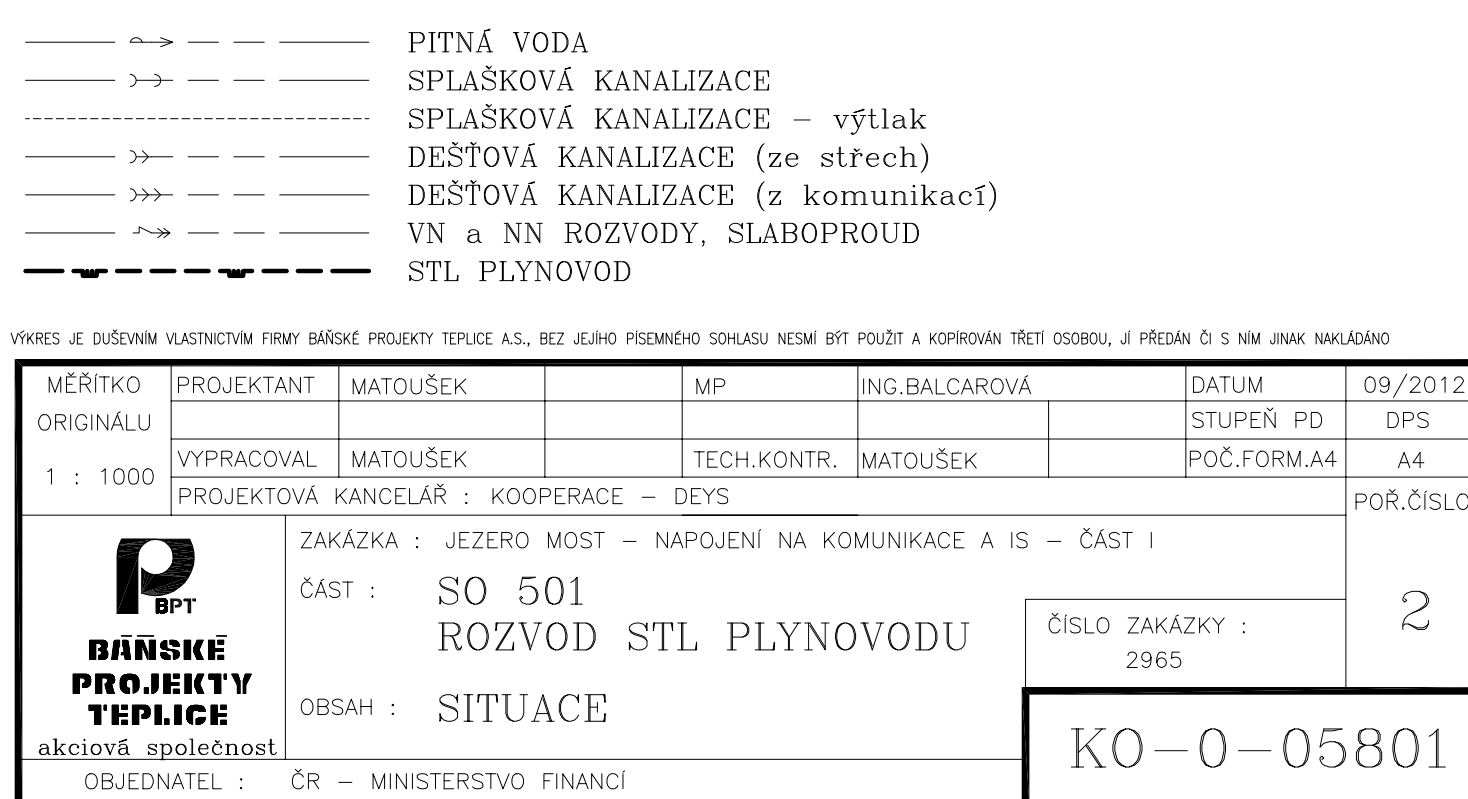 PITNÁ VODA
SPLAŠKOVÁ KANALIZACE
SPLAŠKOVÁ KANALIZACE – výtlak
DEŠŤOVÁ KANALIZACE (ze střech)
DEŠŤOVÁ KANALIZACE (z komunikací)
VN a NN ROZVODY, SLABOPROUD
STL PLYNOVOD
VÝKRES JE DUŠEVNÍM VLASTNICTVÍM FIRMY BÁŇSKÉ PROJEKTY TEPLICE A.S., BEZ JEJÍHO PÍSEMNÉHO SOHLASU NESMÍ BÝT POUŽIT A KOPÍROVÁN TŘETÍ OSOBOU, JÍ PŘEDÁN ČI S NÍM JINAK NAKLÁDÁNO
MĚŘÍTKO PROJEKTANT MATOUŠEK MP ING.BALCAROVÁ DATUM 09/2012
ORIGINÁLU STUPEŇ PD DPS
1 : 1000 VYPRACOVAL MATOUŠEK TECH.KONTR. MATOUŠEK POČ.FORM.A4 A4
PROJEKTOVÁ KANCELÁŘ : KOOPERACE – DEYS POŘ.ČÍSLO
ZAKÁZKA : JEZERO MOST – NAPOJENÍ NA KOMUNIKACE A IS – ČÁST I
ČÁST : SO 501
ROZVOD STL PLYNOVODU
ČÍSLO ZAKÁZKY :
2965
2
BPT
BÁŇSKÉ
PROJEKTY
TEPLICE
akciová společnost
OBSAH : SITUACE
KO–0–05801
OBJEDNATEL : ČR – MINISTERSTVO FINANCÍ